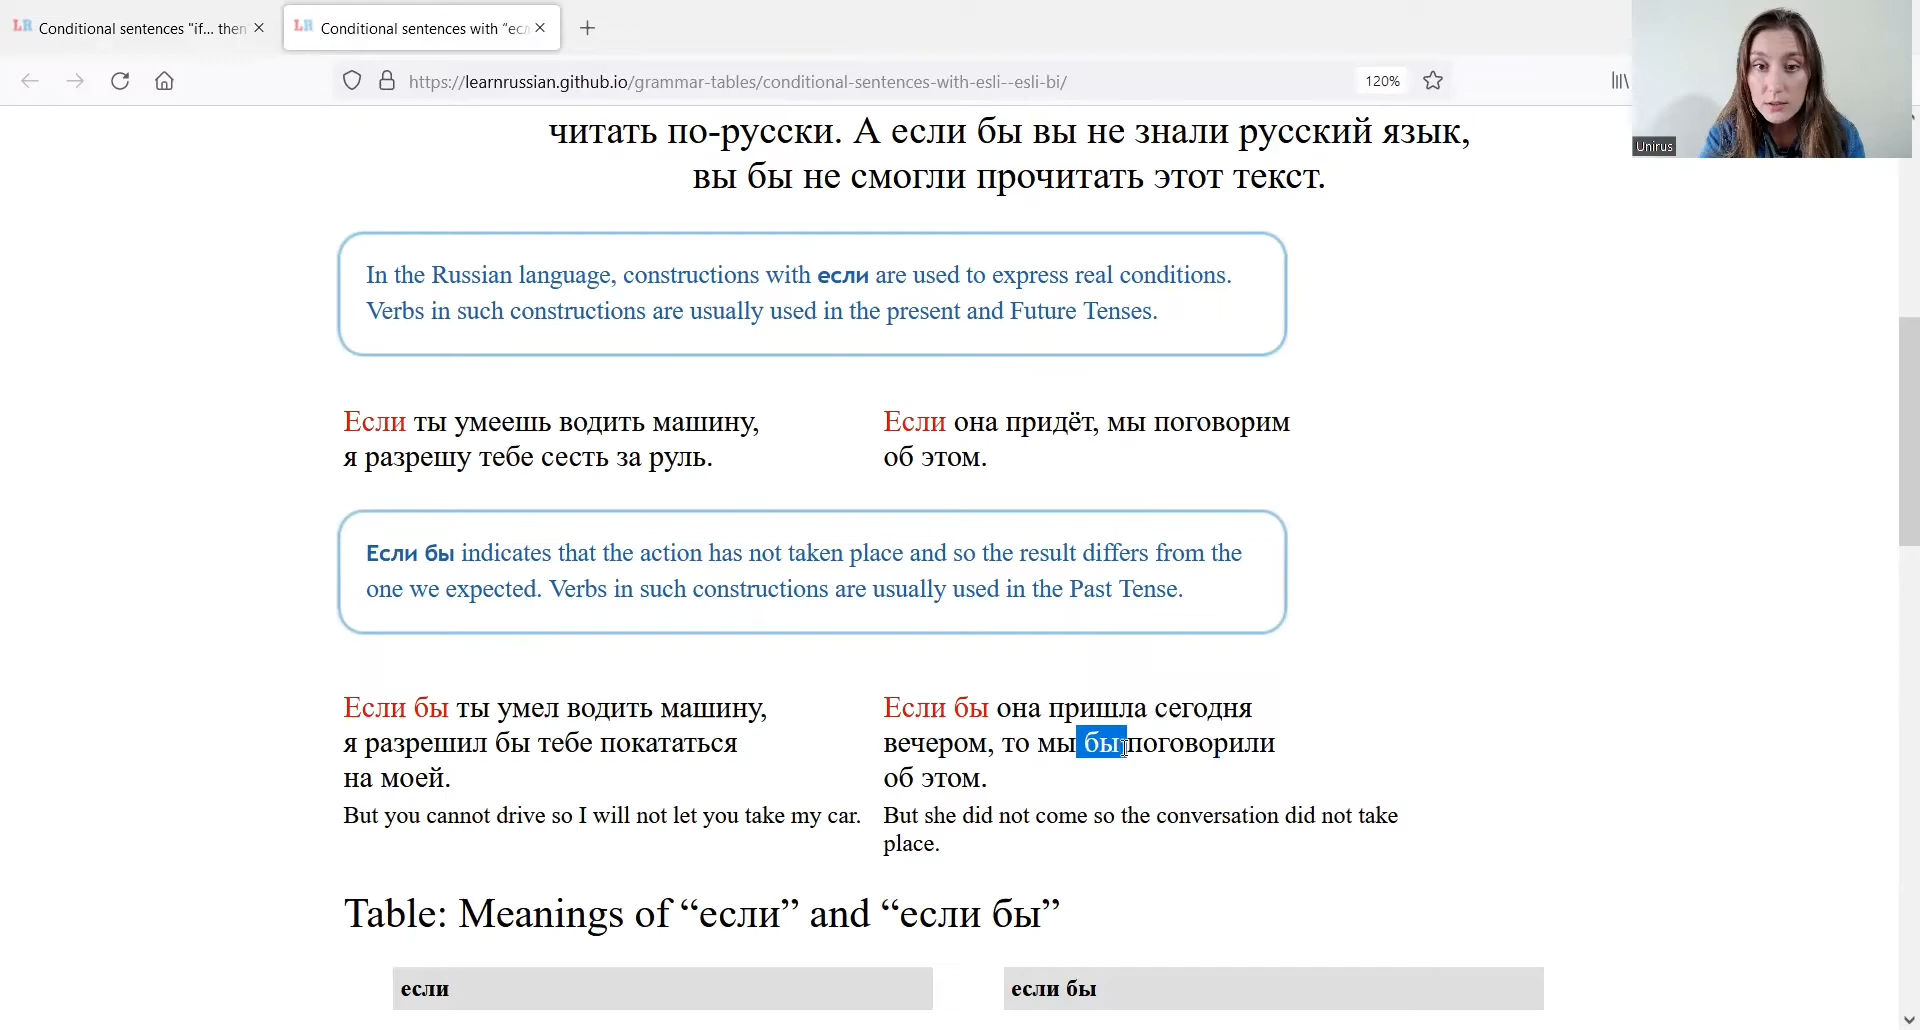 LR Conditional sentences "if... then
LR Conditional sentences with “есл
https://learnrussian.github.io/grammar-tables/conditional-sentences-with-esli--esli-bi/
120%
Unirus
читать по-русски. А если бы вы не знали русский язык,
вы бы не смогли прочитать этот текст.
In the Russian language, constructions with если are used to express real conditions.
Verbs in such constructions are usually used in the present and Future Tenses.
Если ты умеешь водить машину,
я разрешу тебе сесть за руль.
Если она придёт, мы поговорим
об этом.
Если бы indicates that the action has not taken place and so the result differs from the
one we expected. Verbs in such constructions are usually used in the Past Tense.
Если бы ты умел водить машину,
я разрешил бы тебе покататься
на моей.
But you cannot drive so I will not let you take my car.
Если бы она пришла сегодня
вечером, то мы бы поговорили
об этом.
But she did not come so the conversation did not take
place.
Table: Meanings of “если” and “если бы”
если
если бы